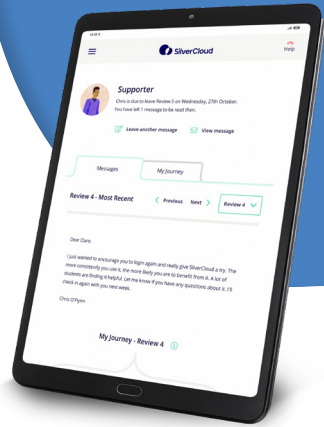 SilverCloud
Help
Supporter
Chris is due to leave Review 5 on Wednesday, 27th October.
You have left 1 message to be read then.
Leave another message
View message
Messages
My Journey
Review 4 - Most Recent
Previous
Next
Review 4
Dear Clare,
I just wanted to encourage you to login again and really give SilverCloud a try. The
more consistently you use it, the more likely you are to benefit from it. A lot of
students are finding it helpful. Let me know if you have any questions about it. I'll
check in again with you next week.
Chris O'Flynn
My Journey - Review 4